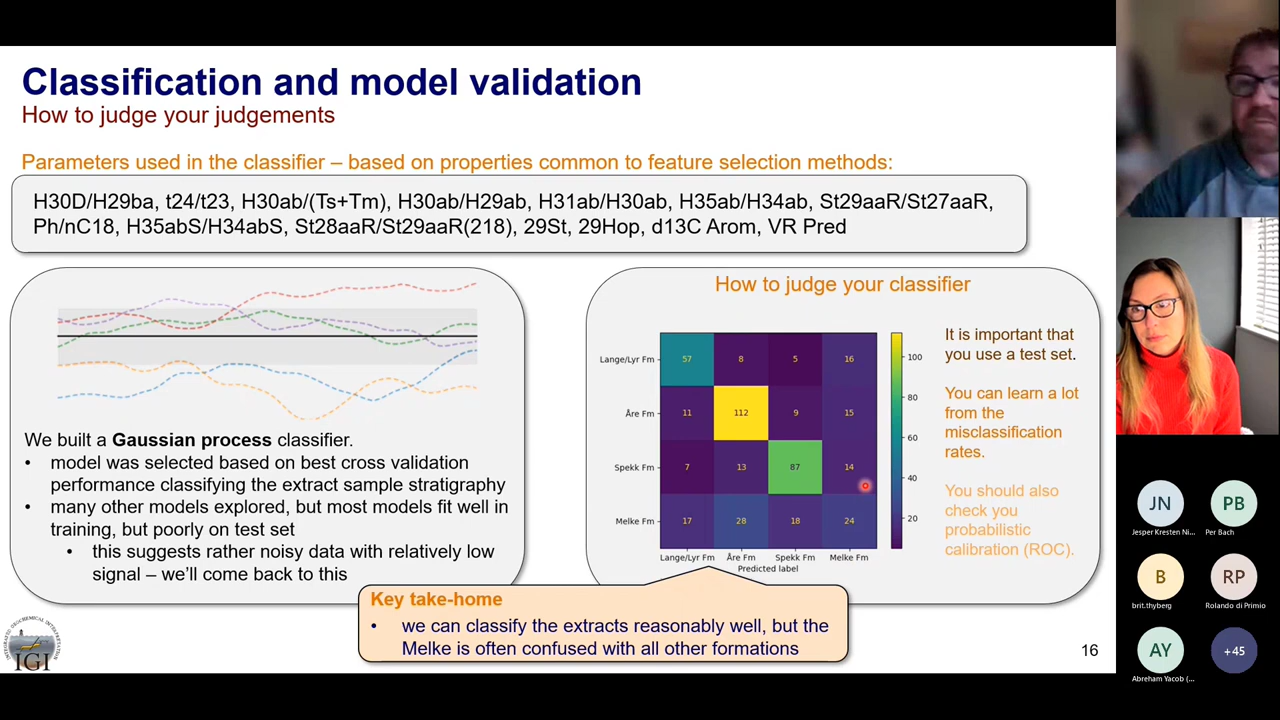 Classification and model validation
How to judge your judgements
Parameters used in the classifier – based on properties common to feature selection methods:
H30D/H29ba, t24/t23, H30ab/(Ts+Tm), H30ab/H29ab, H31ab/H30ab, H35ab/H34ab, St29aaR/St27aaR,
Ph/nC18, H35abS/H34abS, St28aaR/St29aaR(218), 29St, 29Hop, d13C Arom, VR Pred
We built a Gaussian process classifier.
• model was selected based on best cross validation
performance classifying the extract sample stratigraphy
• many other models explored, but most models fit well in
training, but poorly on test set
• this suggests rather noisy data with relatively low
signal – we'll come back to this
How to judge your classifier
Lange/Lyr Fm 57 8 5 16
Åre Fm 11 112 9 15
Spekk Fm 7 13 87 14
Melke Fm 17 28 18 24
Lange/Lyr Fm Åre Fm Spekk Fm Melke Fm
Predicted label
100
80
60
40
20
It is important that
you use a test set.
You can learn a lot
from the
misclassification
rates.
You should also
check you
probabilistic
calibration (ROC).
Key take-home
• we can classify the extracts reasonably well, but the
Melke is often confused with all other formations
16
INTEGRATED GEOCHEMICAL INTERPRETATION
IGI
JN
Jesper Kresten Ni...
PB
Per Bach
B
brit.thyberg
RP
Rolando di Primio
AY
Abreham Yacob (...
+45